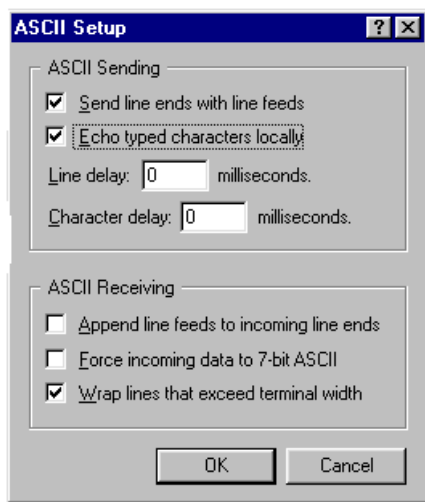 ASCII Setup
ASCII Sending
Send line ends with line feeds
Echo typed characters locally
Line delay: 0 milliseconds.
Character delay: 0 milliseconds.
ASCII Receiving
Append line feeds to incoming line ends
Force incoming data to 7-bit ASCII
Wrap lines that exceed terminal width
OK Cancel